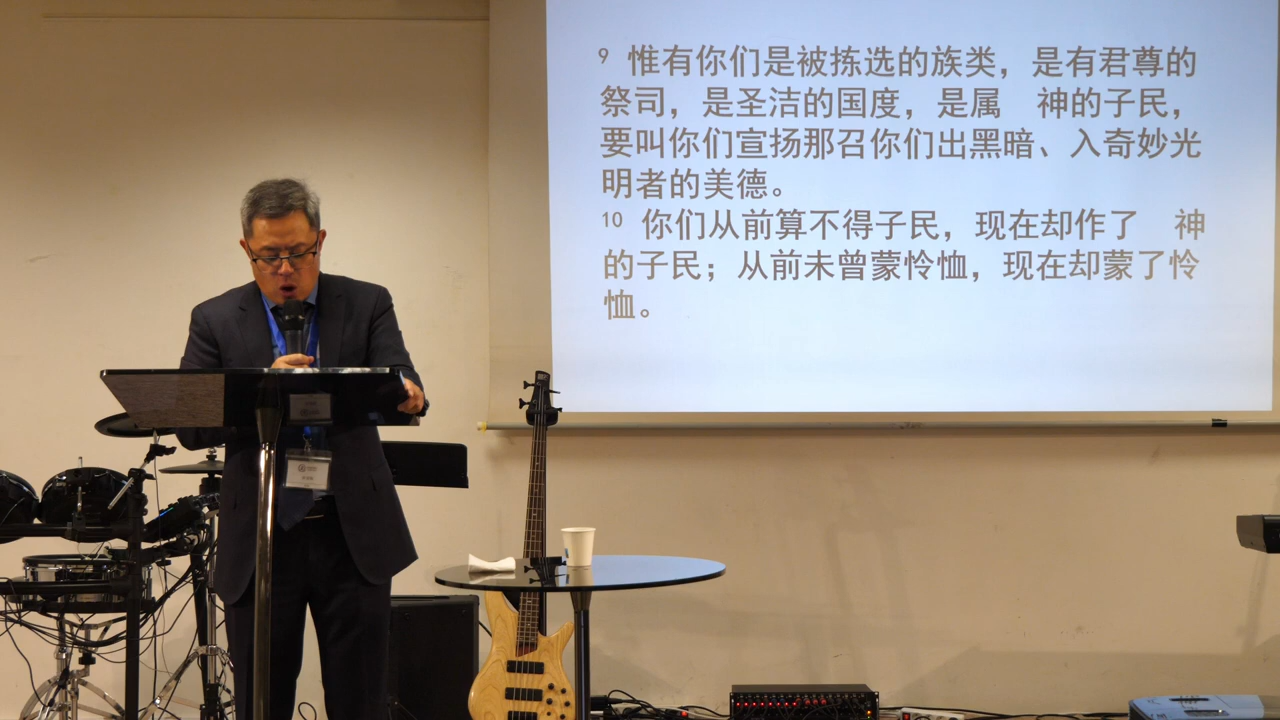 9 惟有你们是被拣选的族类，是有君尊的
祭司，是圣洁的国度，是属　神的子民，
要叫你们宣扬那召你们出黑暗、入奇妙光
明者的美德。
10 你们从前算不得子民，现在却作了　神
的子民；从前未曾蒙怜恤，现在却蒙了怜
恤。